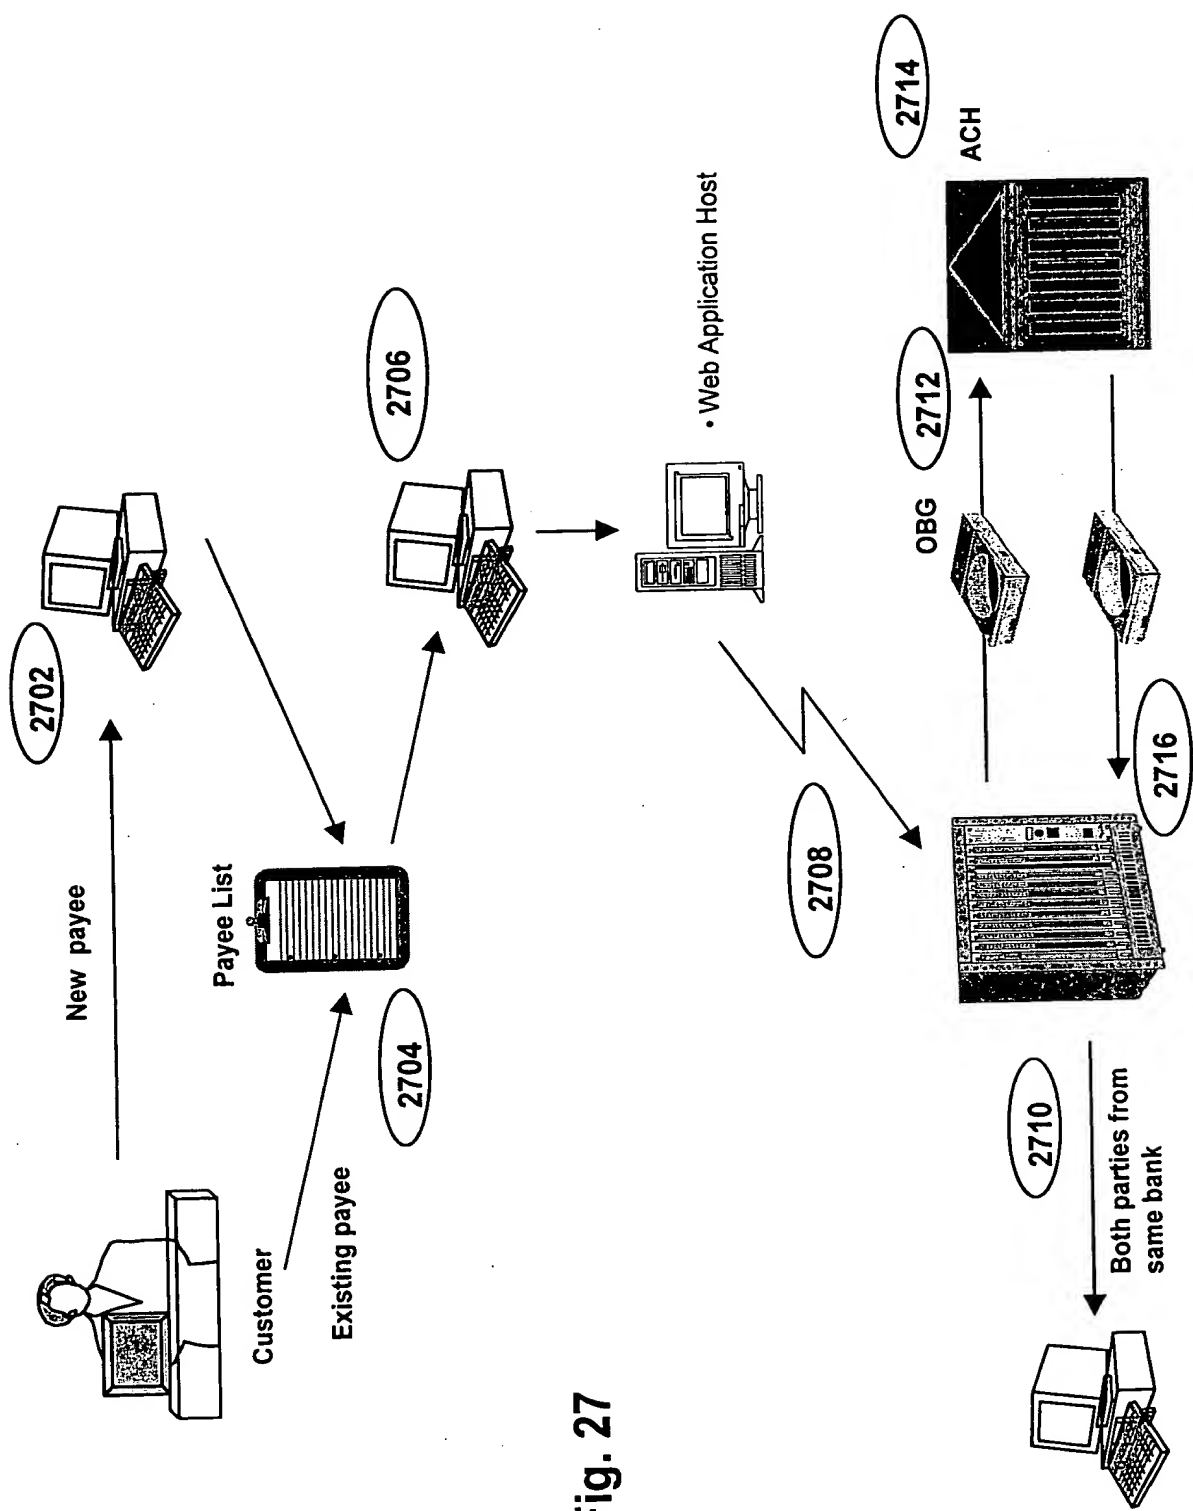 2702
New payee
Payee List
Customer
2704
Existing payee
2706
Fig. 27
• Web Application Host
2708
2714
2712
OBG
ACH
2710
2716
Both parties from
same bank